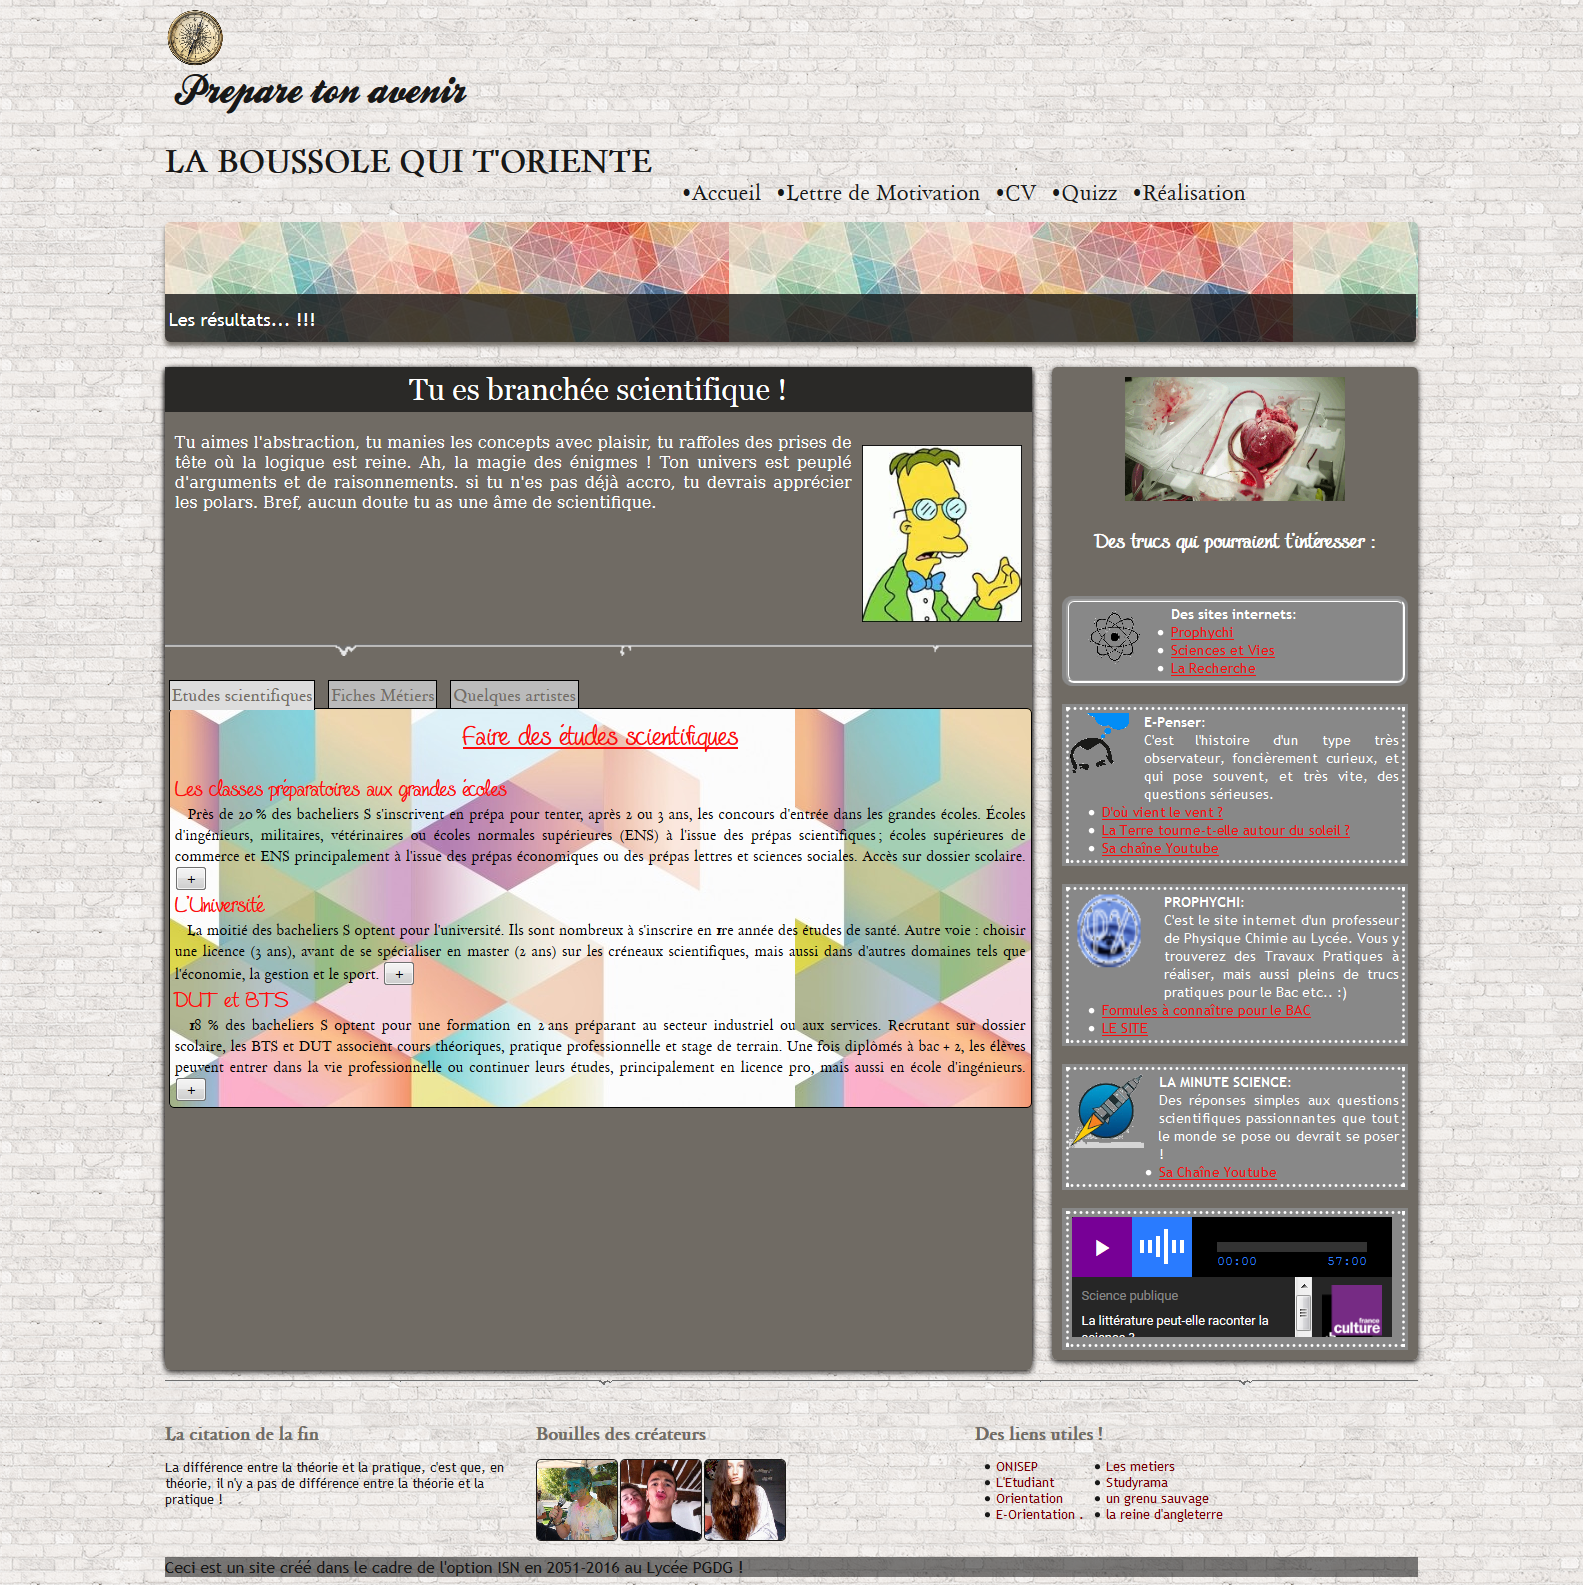 Prepare ton avenir
LA BOUSSOLE QUI T'ORIENTE
•Accueil •Lettre de Motivation •CV •Quizz •Réalisation
Les résultats... !!!
Tu es branchée scientifique !
Tu aimes l'abstraction, tu manies les concepts avec plaisir, tu raffoles des prises de
tête où la logique est reine. Ah, la magie des énigmes ! Ton univers est peuplé
d'arguments et de raisonnements. si tu n'es pas déjà accro, tu devrais apprécier
les polars. Bref, aucun doute tu as une âme de scientifique.
Etudes scientifiques
Fiches Métiers
Quelques artistes
Faire des études scientifiques
Les classes préparatoires aux grandes écoles
Près de 20 % des bacheliers S s'inscrivent en prépa pour tenter, après 2 ou 3 ans, les concours d'entrée dans les grandes écoles. Écoles
d'ingénieurs, militaires, vétérinaires ou écoles normales supérieures (ENS) à l'issue des prépas scientifiques ; écoles supérieures de
commerce et ENS principalement à l'issue des prépas économiques ou des prépas lettres et sciences sociales. Accès sur dossier scolaire.
+
L'Université
La moitié des bacheliers S optent pour l'université. Ils sont nombreux à s'inscrire en 1re année des études de santé. Autre voie : choisir
une licence (3 ans), avant de se spécialiser en master (2 ans) sur les créneaux scientifiques, mais aussi dans d'autres domaines tels que
l'économie, la gestion et le sport. +
DUT et BTS
18 % des bacheliers S optent pour une formation en 2 ans préparant au secteur industriel ou aux services. Recrutant sur dossier
scolaire, les BTS et DUT associent cours théoriques, pratique professionnelle et stage de terrain. Une fois diplômés à bac + 2, les élèves
peuvent entrer dans la vie professionnelle ou continuer leurs études, principalement en licence pro, mais aussi en école d'ingénieurs.
+
Des trucs qui pourraient t'intéresser :
Des sites internets:
• Prophychi
• Sciences et Vies
• La Recherche
E-Penser:
C'est l'histoire d'un type très
observateur, foncièrement curieux, et
qui pose souvent, et très vite, des
questions sérieuses.
• D'où vient le vent ?
• La Terre tourne-t-elle autour du soleil ?
• Sa chaîne Youtube
PROPHYCHI:
C'est le site internet d'un professeur
de Physique Chimie au Lycée. Vous y
trouverez des Travaux Pratiques à
réaliser, mais aussi pleins de trucs
pratiques pour le Bac etc.. :)
• Formules à connaître pour le BAC
• LE SITE
LA MINUTE SCIENCE:
Des réponses simples aux questions
scientifiques passionnantes que tout
le monde se pose ou devrait se poser
!
• Sa Chaîne Youtube
00:00 57:00
Science publique
La littérature peut-elle raconter la
science ?
france
culture
La citation de la fin
La différence entre la théorie et la pratique, c'est que, en
théorie, il n'y a pas de différence entre la théorie et la
pratique !
Bouilles des créateurs
Des liens utiles !
• ONISEP
• L'Etudiant
• Orientation
• E-Orientation .
• Les metiers
• Studyrama
• un grenu sauvage
• la reine d'angleterre
Ceci est un site créé dans le cadre de l'option ISN en 2051-2016 au Lycée PGDG !